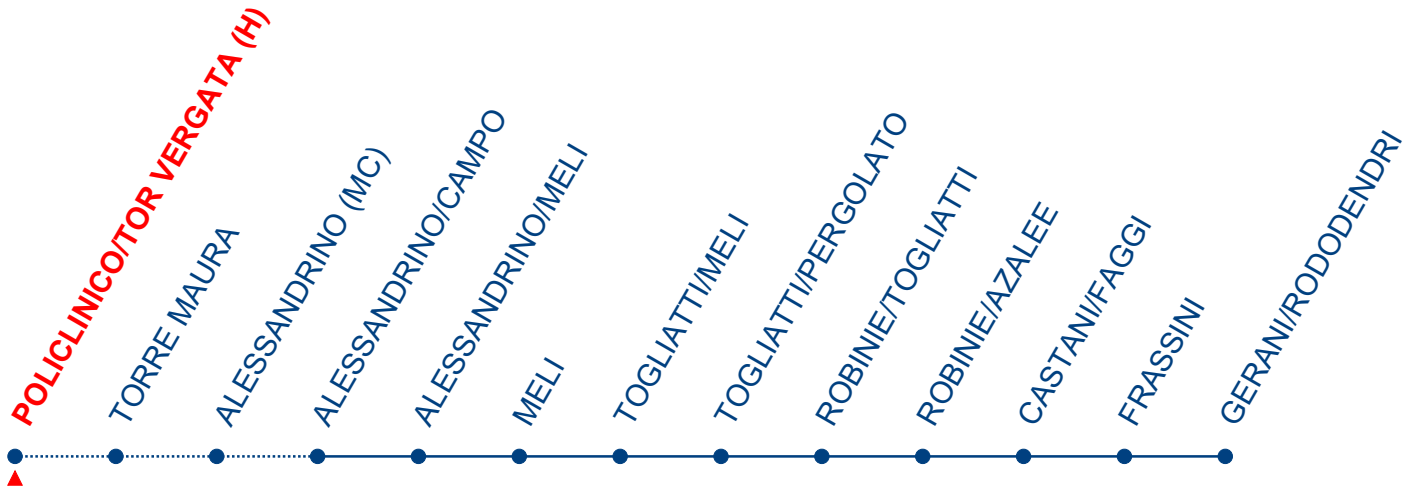 POLICLINICO/TOR VERGATA (H)
TORRE MAURA
ALESSANDRINO (MC)
ALESSANDRINO/CAMPO
ALESSANDRINO/MELI
MELI
TOGLIATTI/MELI
TOGLIATTI/PERGOLATO
ROBINIE/TOGLIATTI
ROBINIE/AZALEE
CASTANI/FAGGI
FRASSINI
GERANI/RODODENDRI